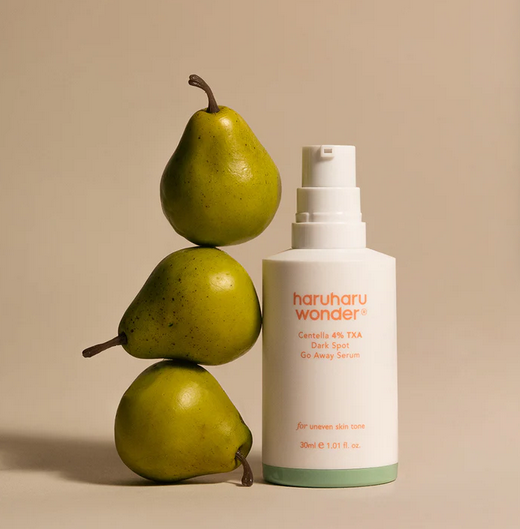 haruharu
wonder®
Centella 4% TXA
Dark Spot
Go Away Serum
for uneven skin tone
30ml ℮ 1.01 fl. oz.